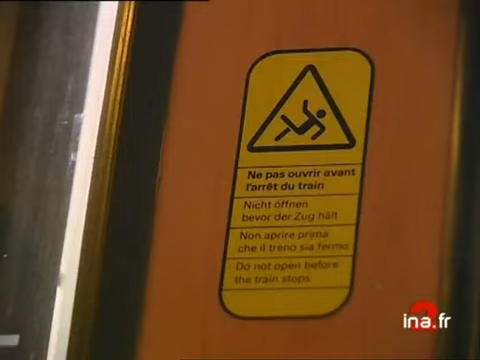 Ne pas ouvrir avant
l'arrêt du train
Nicht öffnen
bevor der Zug hält
Non aprire prima
che il treno sia fermo
Do not open before
the train stops
ina.fr